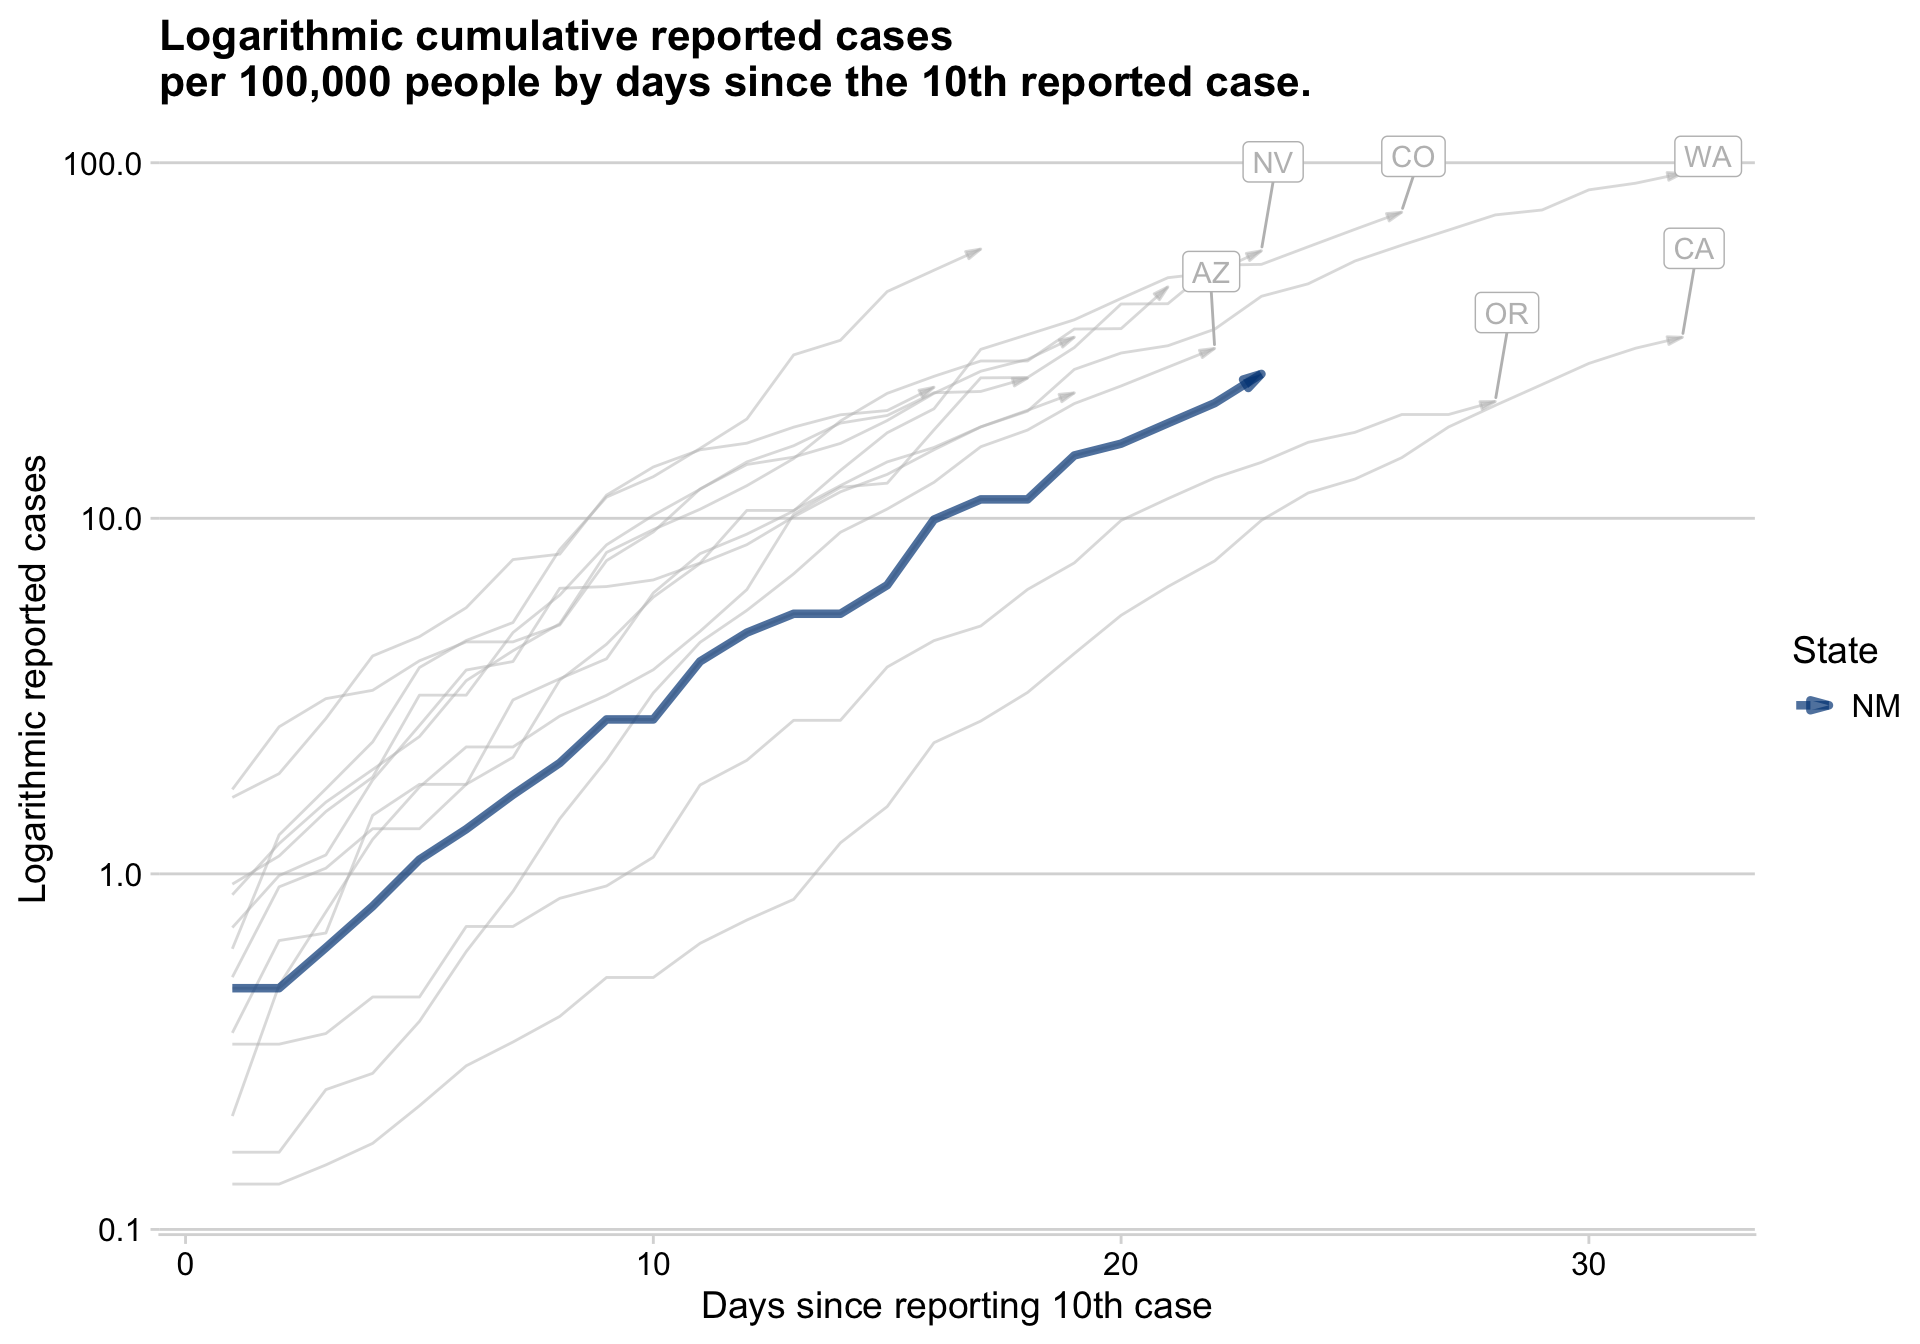 Logarithmic cumulative reported cases
per 100,000 people by days since the 10th reported case.
100.0
10.0
1.0
0.1
Logarithmic reported cases
NV
CO
WA
AZ
CA
OR
State
NM
0
10
20
30
Days since reporting 10th case